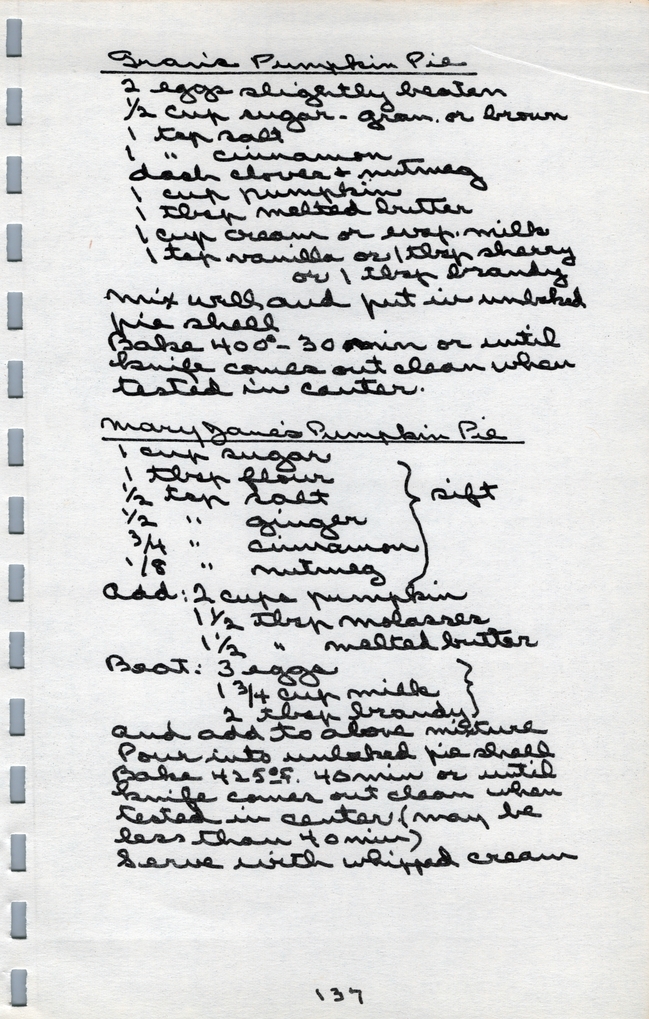 Gran's Pumpkin Pie
2 eggs slightly beaten
1/2 cup sugar - gran. or brown
1 tsp salt
1 " cinnamon
dash cloves + nutmeg
1 cup pumpkin
1 tbsp melted butter
1 cup cream or evap. milk
1 tsp vanilla or 1 tbsp sherry
or 1 tbsp brandy
Mix well and put in unbaked
pie shell
Bake 400° - 30 min or until
knife comes out clean when
tested in center.
Mary Jane's Pumpkin Pie
1 cup sugar
1 tbsp flour
1/2 tsp salt } sift
1/2 " ginger
3/4 " cinnamon
1/8 " nutmeg
Add: 2 cups pumpkin
1 1/2 tbsp molasses
1 1/2 " melted butter
Beat: 3 eggs
1 3/4 cup milk
2 tbsp brandy
and add to above mixture
Pour into unbaked pie shell
Bake 425°F. 40 min or until
knife comes out clean when
tested in center (may be
less than 40 min)
Serve with whipped cream
137